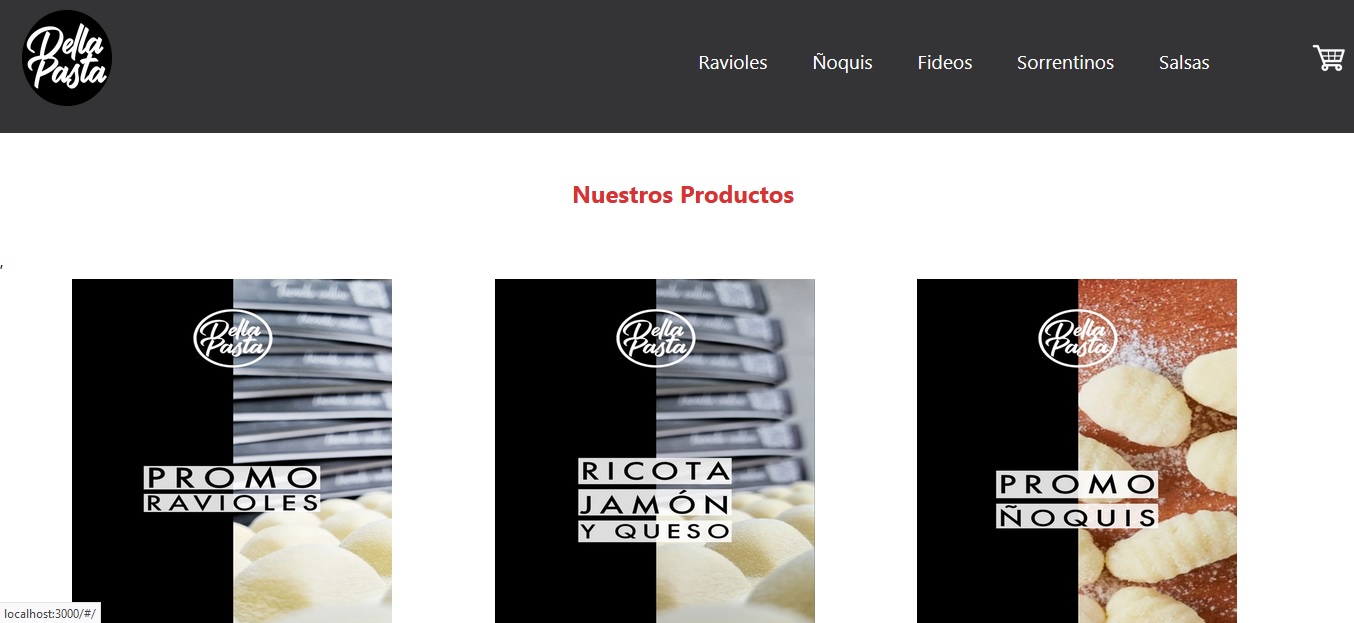 Della
Pasta
Ravioles Ñoquis Fideos Sorrentinos Salsas
Nuestros Productos
,
Della
Pasta
PROMO
RAVIOLES
Della
Pasta
RICOTA
JAMÓN
Y QUESO
Della
Pasta
PROMO
ÑOQUIS
localhost:3000/#/